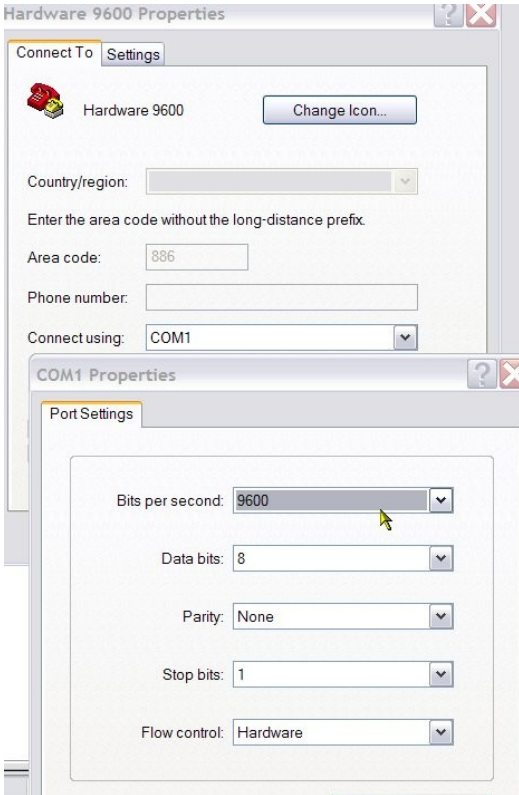 Hardware 9600 Properties
Connect To Settings
Hardware 9600 Change Icon...
Country/region:
Enter the area code without the long-distance prefix.
Area code: 886
Phone number:
Connect using: COM1
COM1 Properties
Port Settings
Bits per second: 9600
Data bits: 8
Parity: None
Stop bits: 1
Flow control: Hardware